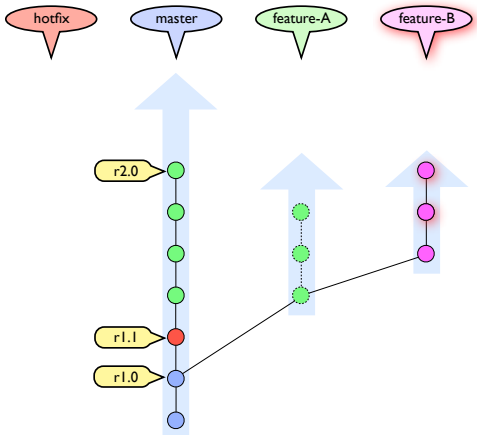 hotfix
master
feature-A
feature-B
r2.0
r1.1
r1.0